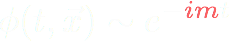 ϕ(t, x) ∼ e^{im}